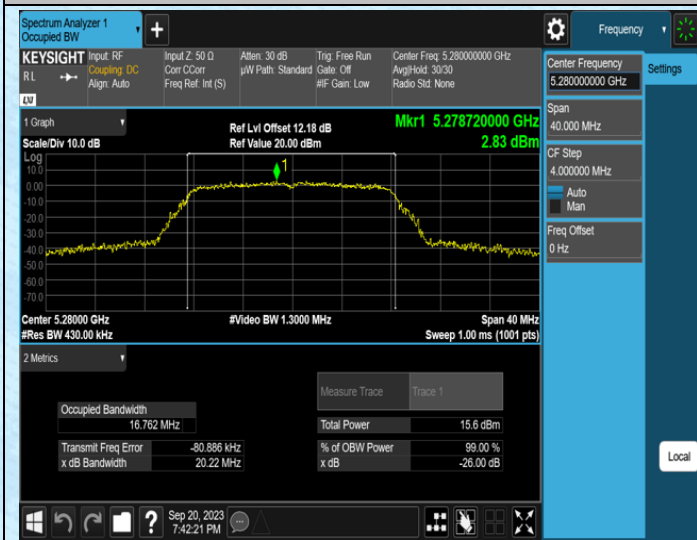 Spectrum Analyzer 1
Occupied BW
Frequency
KEYSIGHT
RL
LXI
Input: RF
Coupling: DC
Align: Auto
Input Z: 50 Ω
Corr CCorr
Freq Ref: Int (S)
Atten: 30 dB
µW Path: Standard
Trig: Free Run
Gate: Off
#IF Gain: Low
Center Freq: 5.280000000 GHz
Avg|Hold: 30/30
Radio Std: None
Center Frequency
5.280000000 GHz
Settings
Span
40.000 MHz
CF Step
4.000000 MHz
Auto
Man
Freq Offset
0 Hz
1 Graph
Scale/Div 10.0 dB
Ref Lvl Offset 12.18 dB
Ref Value 20.00 dBm
Mkr1 5.278720000 GHz
2.83 dBm
Log
10.0
0.00
-10.0
-20.0
-30.0
-40.0
-50.0
-60.0
-70.0
1
Center 5.28000 GHz
#Res BW 430.00 kHz
#Video BW 1.3000 MHz
Span 40 MHz
Sweep 1.00 ms (1001 pts)
2 Metrics
Measure Trace Trace 1
Occupied Bandwidth
16.762 MHz
Total Power 15.6 dBm
Transmit Freq Error -80.886 kHz
% of OBW Power 99.00 %
x dB Bandwidth 20.22 MHz
x dB -26.00 dB
Local
Sep 20, 2023
7:42:21 PM